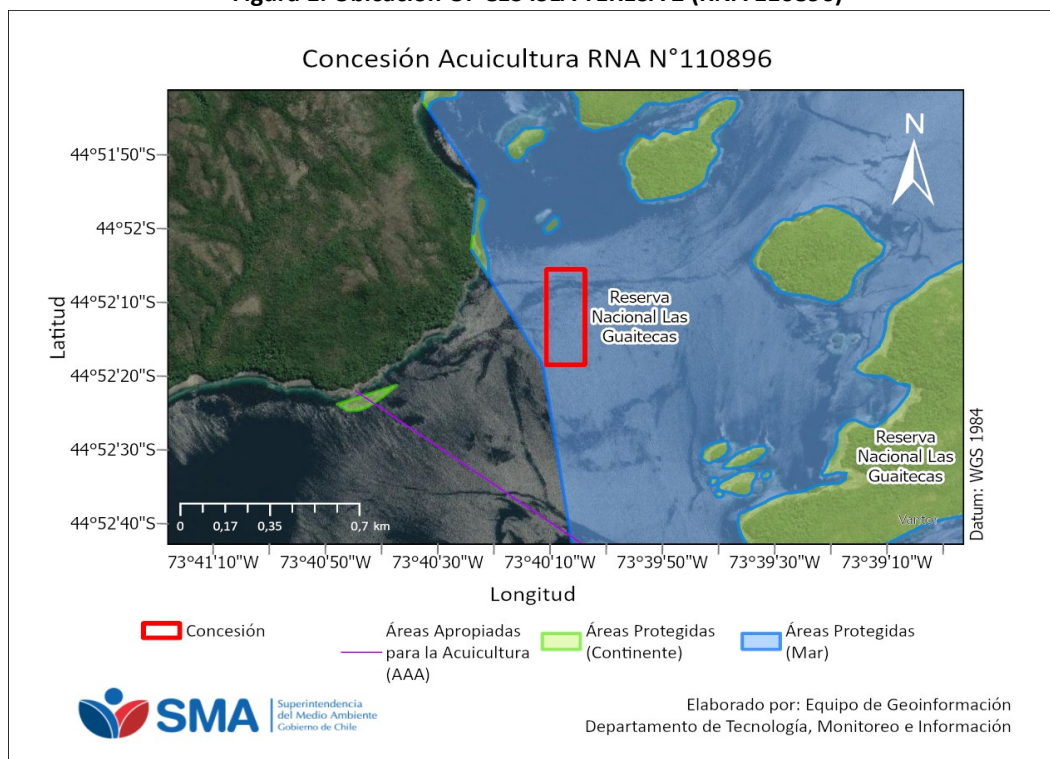 Concesión Acuicultura RNA N°110896
N
44°51'50"S
44°52'S
44°52'10"S
44°52'20"S
44°52'30"S
44°52'40"S
Latitud
Reserva
Nacional Las
Guaitecas
Reserva
Nacional Las
Guaitecas
Vantor
Datum: WGS 1984
0 0,17 0,35 0,7 km
73°41'10"W 73°40'50"W 73°40'30"W 73°40'10"W 73°39'50"W 73°39'30"W 73°39'10"W
Longitud
Concesión
Áreas Apropiadas
para la Acuicultura
(AAA)
Áreas Protegidas
(Continente)
Áreas Protegidas
(Mar)
SMA
Superintendencia
del Medio Ambiente
Gobierno de Chile
Elaborado por: Equipo de Geoinformación
Departamento de Tecnología, Monitoreo e Información